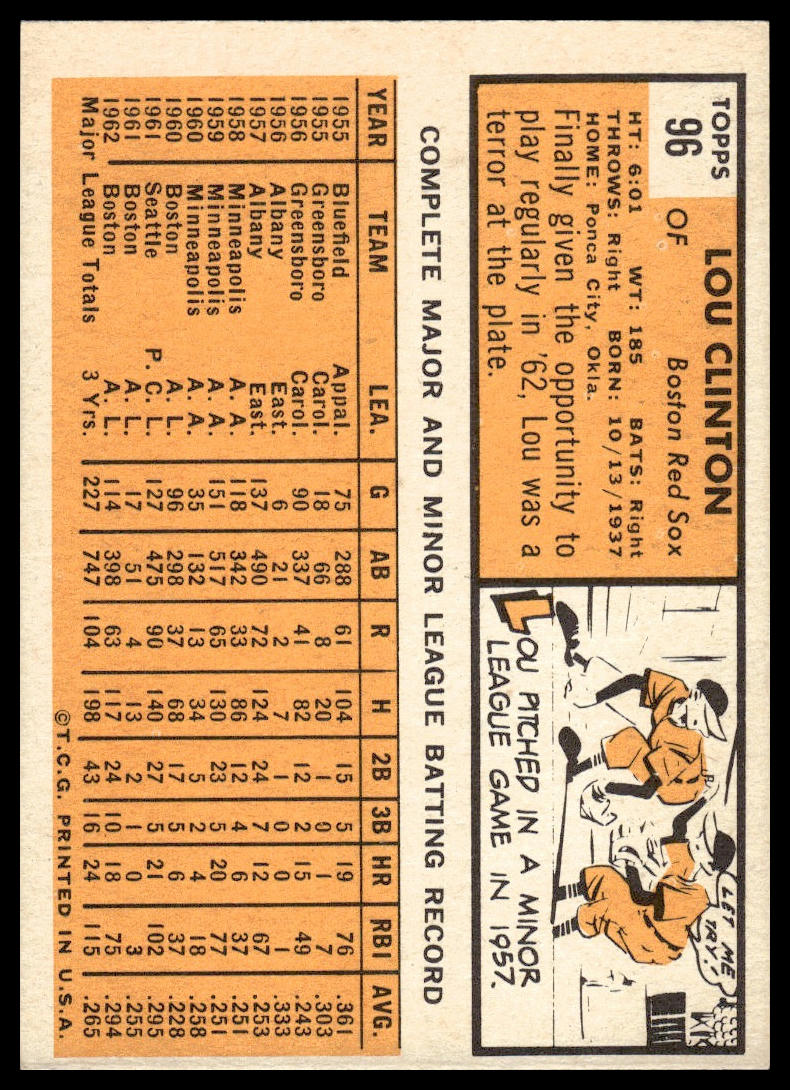 TOPPS
96
LOU CLINTON
OF Boston Red Sox
HT: 6:01 WT: 185 BATS: Right
THROWS: Right BORN: 10/13/1937
HOME: Ponca City, Okla.
Finally given the opportunity to
play regularly in '62, Lou was a
terror at the plate.
LET ME
TRY!
LOU PITCHED IN A MINOR
LEAGUE GAME IN 1957.
COMPLETE MAJOR AND MINOR LEAGUE BATTING RECORD
YEAR TEAM LEA. G AB R H 2B 3B HR RBI AVG.
1955 Bluefield Appal. 75 288 61 104 15 5 19 76 .361
1955 Greensboro Carol. 18 66 8 20 1 0 1 7 .303
1956 Greensboro Carol. 90 337 41 82 12 2 15 49 .243
1956 Albany East. 6 21 2 7 1 0 0 1 .333
1957 Albany East. 137 490 72 124 24 7 12 67 .253
1958 Minneapolis A. A. 118 342 33 86 12 4 6 37 .251
1959 Minneapolis A. A. 151 517 65 130 23 5 20 77 .251
1960 Minneapolis A. A. 35 132 13 34 5 2 4 18 .258
1960 Boston A. L. 96 298 37 68 17 5 6 37 .228
1961 Seattle P. C. L. 127 475 90 140 27 5 21 102 .295
1961 Boston A. L. 17 51 4 13 2 1 0 3 .255
1962 Boston A. L. 114 398 63 117 24 10 18 75 .294
Major League Totals 3 Yrs. 227 747 104 198 43 16 24 115 .265
©T.C.G. PRINTED IN U.S.A.